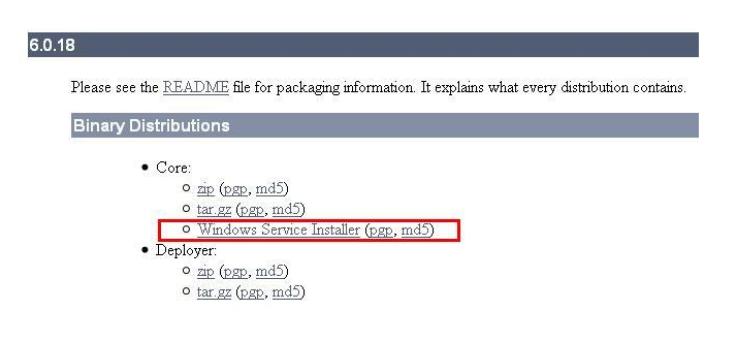 6.0.18
Please see the README file for packaging information. It explains what every distribution contains.
Binary Distributions
Core:
zip (pgp, md5)
tar.gz (pgp, md5)
Windows Service Installer (pgp, md5)
Deployer:
zip (pgp, md5)
tar.gz (pgp, md5)